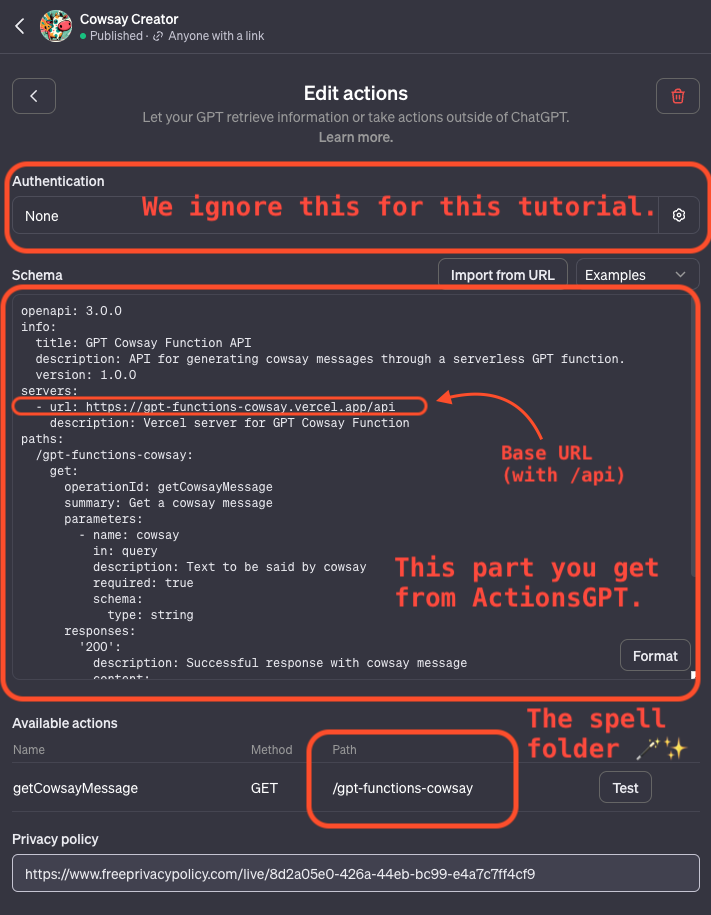 Cowsay Creator
Published · Anyone with a link
Edit actions
Let your GPT retrieve information or take actions outside of ChatGPT.
Learn more.
Authentication
None
We ignore this for this tutorial.
Schema
Import from URL
Examples
openapi: 3.0.0
info:
  title: GPT Cowsay Function API
  description: API for generating cowsay messages through a serverless GPT function.
  version: 1.0.0
servers:
  - url: https://gpt-functions-cowsay.vercel.app/api
    description: Vercel server for GPT Cowsay Function
paths:
  /gpt-functions-cowsay:
    get:
      operationId: getCowsayMessage
      summary: Get a cowsay message
      parameters:
        - name: cowsay
          in: query
          description: Text to be said by cowsay
          required: true
          schema:
            type: string
      responses:
        '200':
          description: Successful response with cowsay message
          content:
Base URL
(with /api)
This part you get
from ActionsGPT.
Format
The spell
folder 🪄✨
Available actions
Name Method Path
getCowsayMessage GET /gpt-functions-cowsay Test
Privacy policy
https://www.freeprivacypolicy.com/live/8d2a05e0-426a-44eb-bc99-e4a7c7ff4cf9